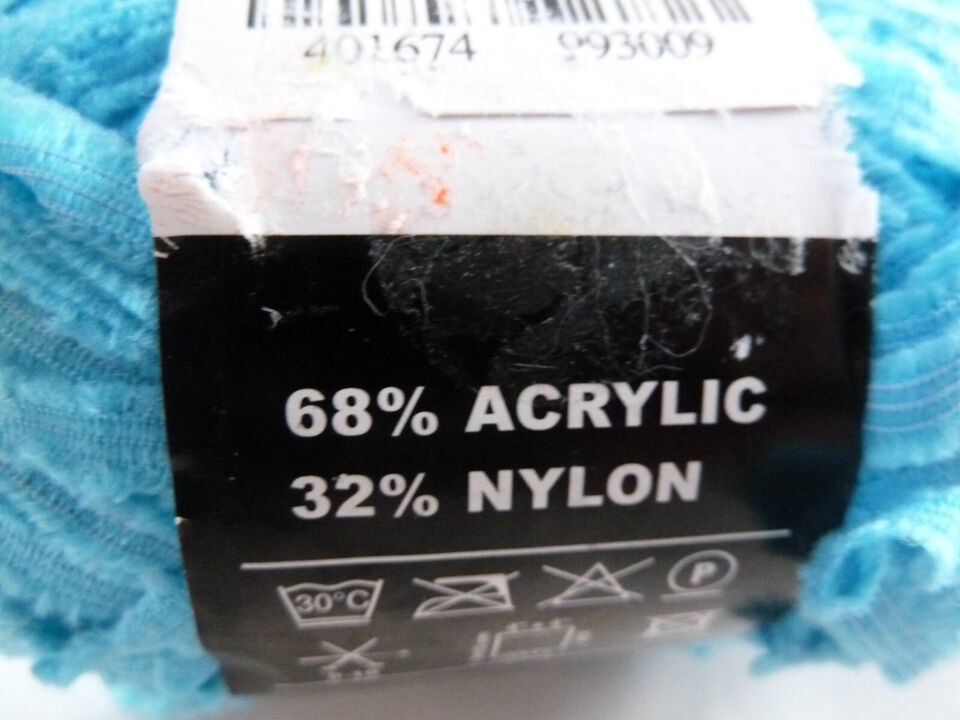 401674 993009
68% ACRYLIC
32% NYLON
30°C P